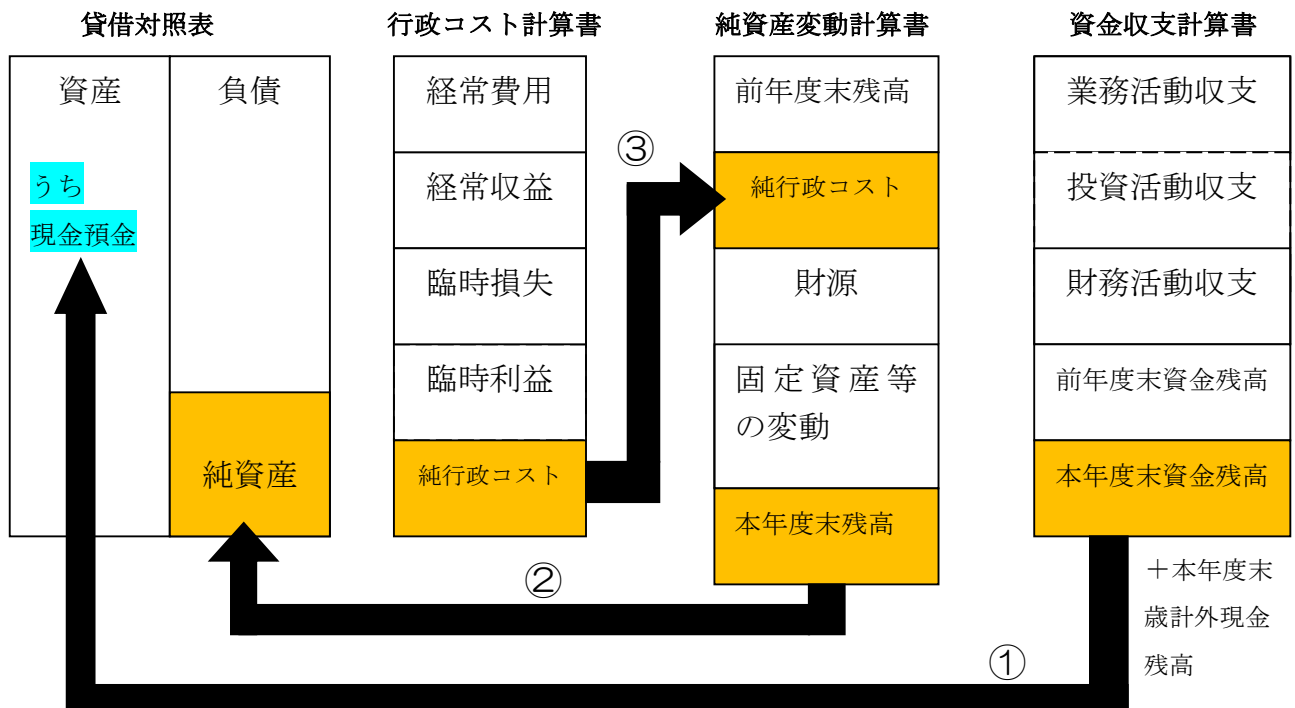 貸借対照表
資産
負債
うち
現金預金
純資産
行政コスト計算書
経常費用
経常収益
臨時損失
臨時利益
純行政コスト
③
純資産変動計算書
前年度末残高
純行政コスト
財源
固定資産等
の変動
本年度末残高
②
資金収支計算書
業務活動収支
投資活動収支
財務活動収支
前年度末資金残高
本年度末資金残高
＋本年度末
歳計外現金
残高
①